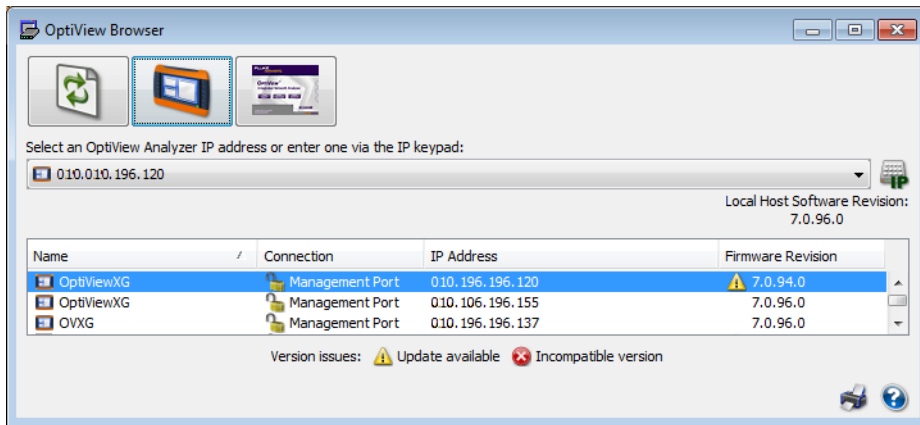 OptiView Browser
Select an OptiView Analyzer IP address or enter one via the IP keypad:
010.010.196.120
IP
Local Host Software Revision:
7.0.96.0
Name / Connection IP Address Firmware Revision
OptiViewXG Management Port 010.196.196.120 7.0.94.0
OptiViewXG Management Port 010.106.196.155 7.0.96.0
OVXG Management Port 010.196.196.137 7.0.96.0
Version issues: Update available Incompatible version